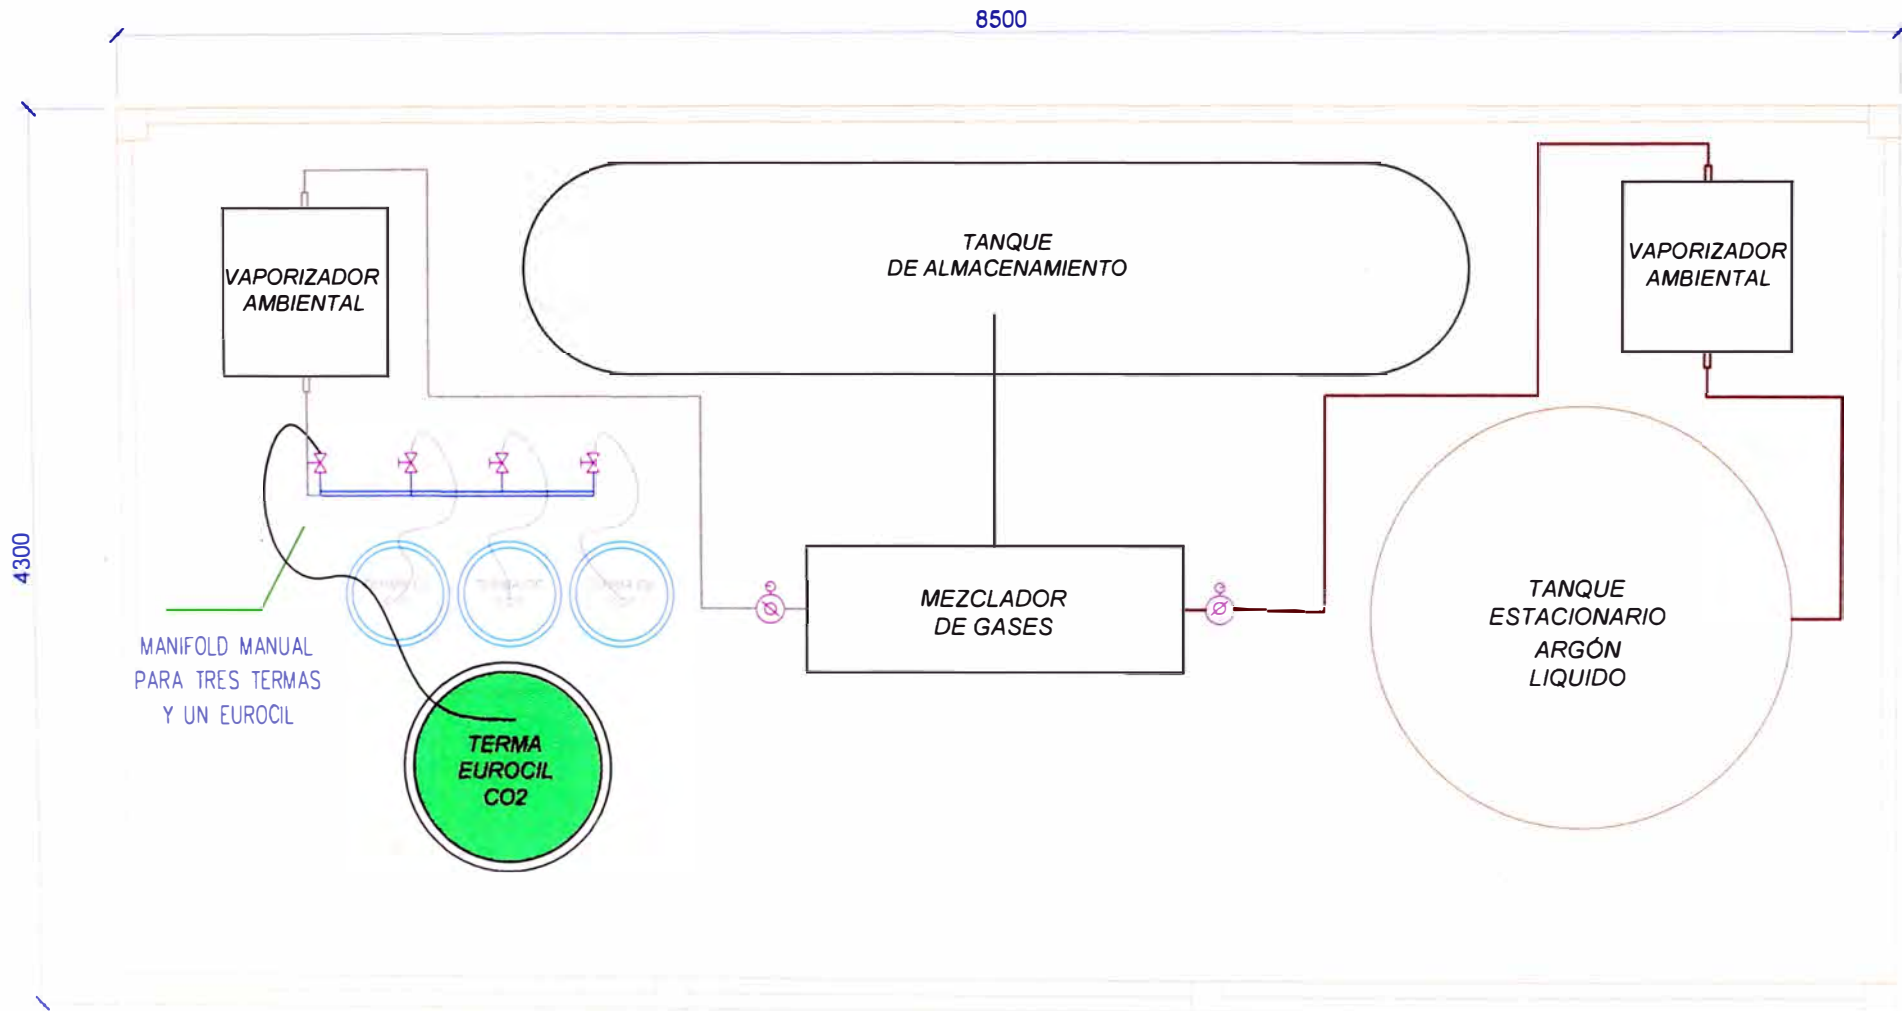 8500
4300
VAPORIZADOR
AMBIENTAL
TANQUE
DE ALMACENAMIENTO
VAPORIZADOR
AMBIENTAL
MANIFOLD MANUAL
PARA TRES TERMAS
Y UN EUROCIL
TERMA
EUROCIL
CO2
MEZCLADOR
DE GASES
TANQUE
ESTACIONARIO
ARGÓN
LIQUIDO